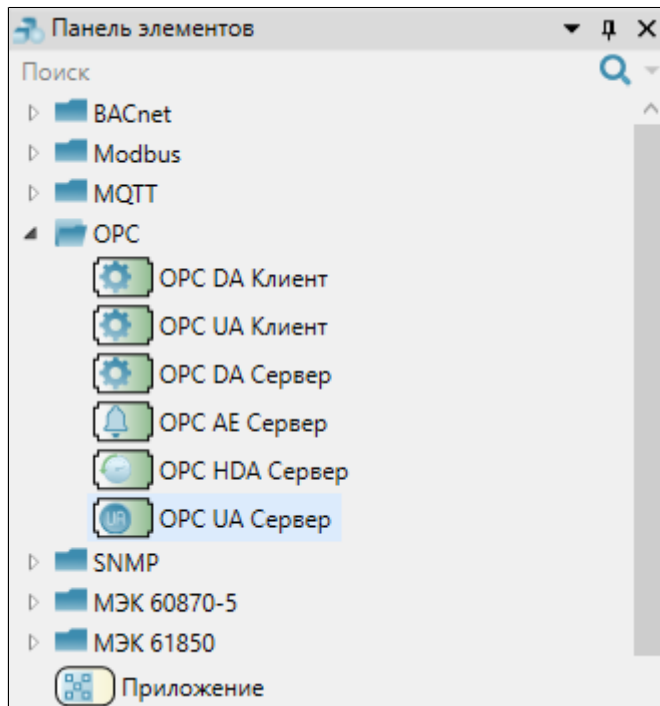 Панель элементов
Поиск
BACnet
Modbus
MQTT
OPC
OPC DA Клиент
OPC UA Клиент
OPC DA Сервер
OPC AE Сервер
OPC HDA Сервер
UA OPC UA Сервер
SNMP
МЭК 60870-5
МЭК 61850
Приложение